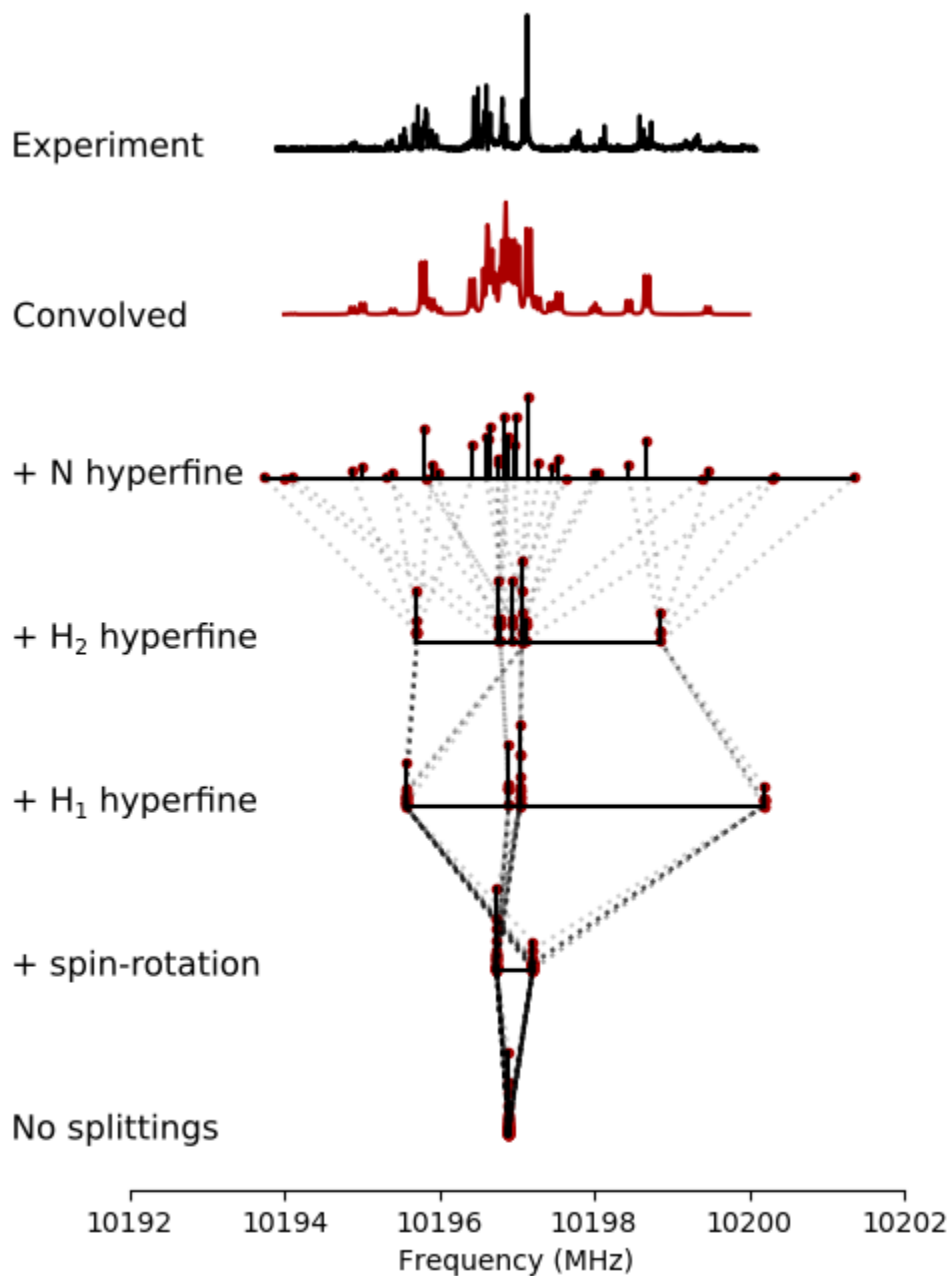 Experiment
Convolved
+ N hyperfine
+ H₂ hyperfine
+ H₁ hyperfine
+ spin-rotation
No splittings
10192 10194 10196 10198 10200 10202
Frequency (MHz)